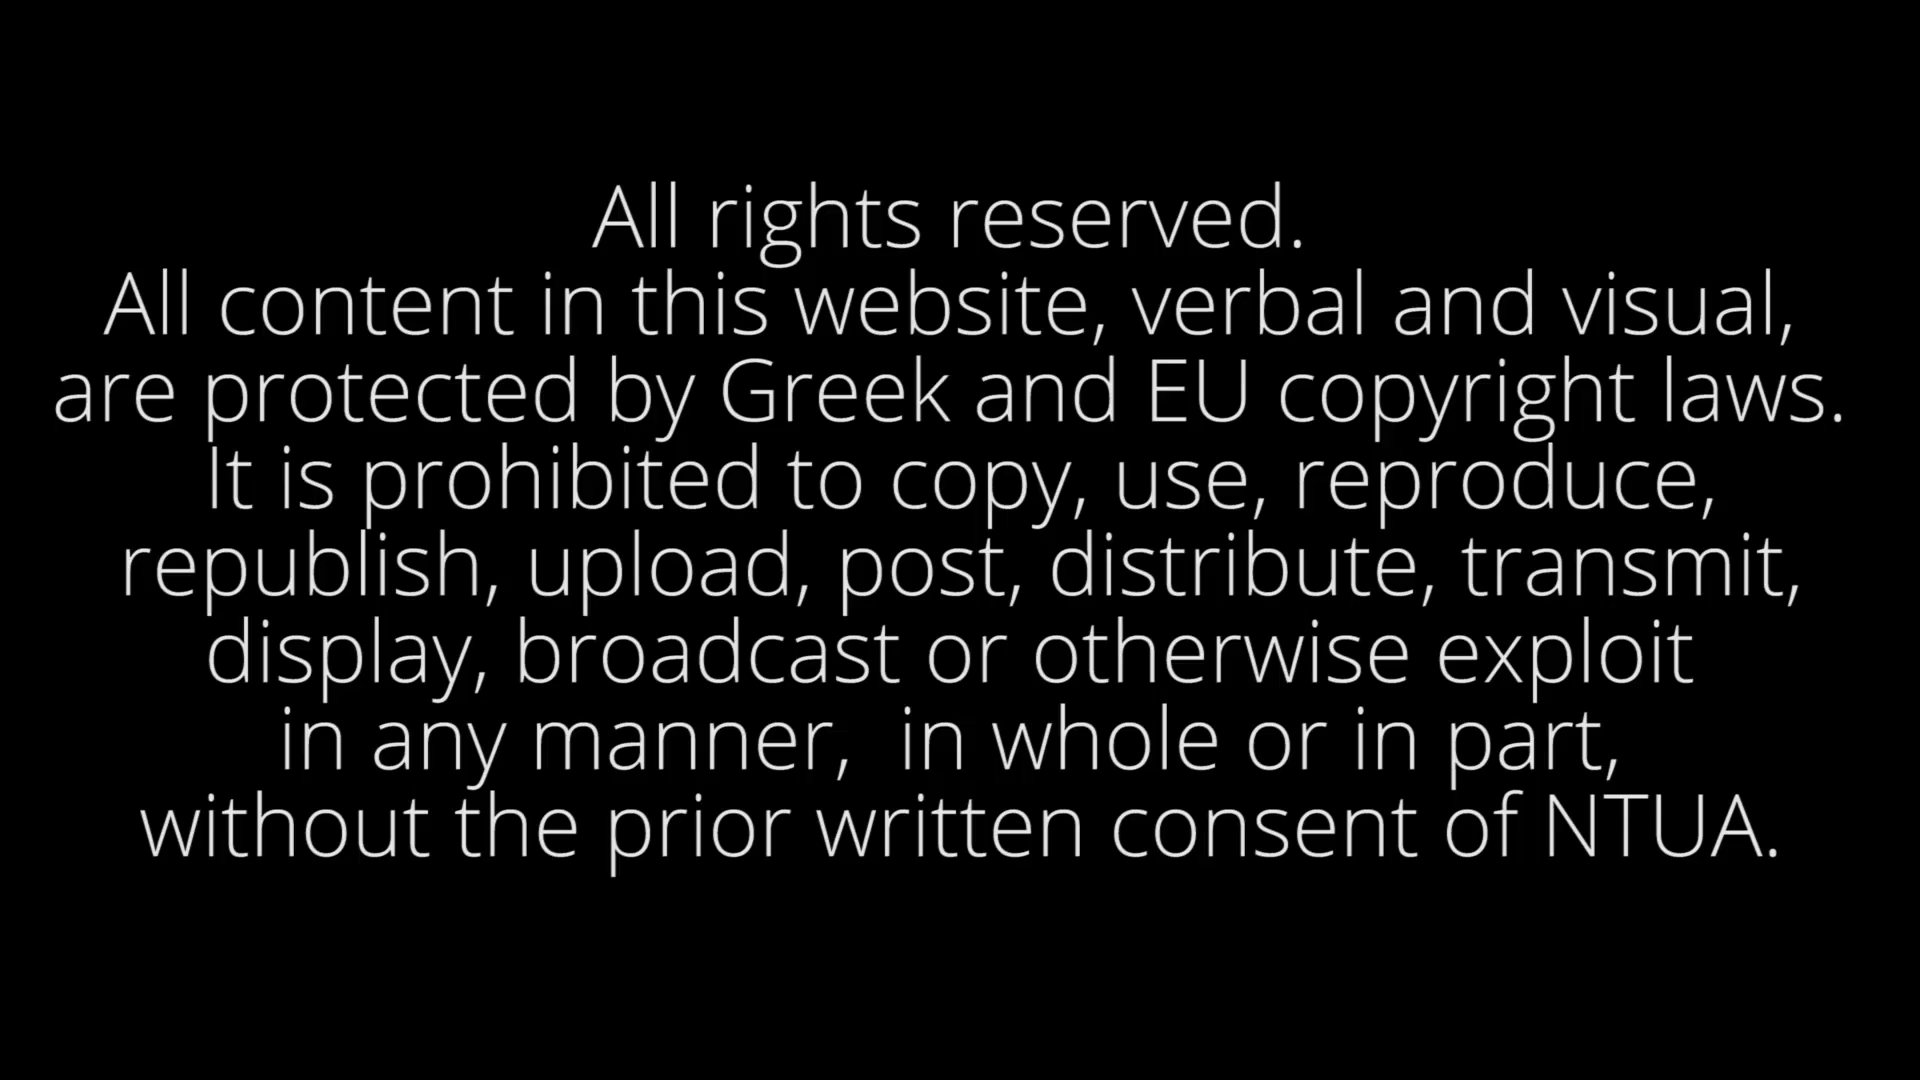 All rights reserved.
All content in this website, verbal and visual,
are protected by Greek and EU copyright laws.
It is prohibited to copy, use, reproduce,
republish, upload, post, distribute, transmit,
display, broadcast or otherwise exploit
in any manner,  in whole or in part,
without the prior written consent of NTUA.